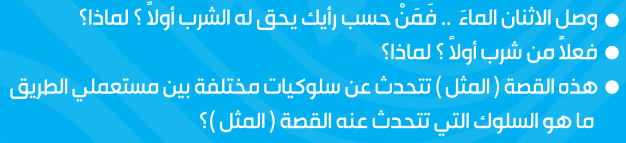 ● وصل الاثنان الماءَ .. فَمَنْ حسب رأيك يحق له الشرب أولاً ؟ لماذا؟
● فعلاً من شرب أولاً ؟ لماذا؟
● هذه القصة ( المثل ) تتحدث عن سلوكيات مختلفة بين مستعملي الطريق
ما هو السلوك التي تتحدث عنه القصة ( المثل )؟